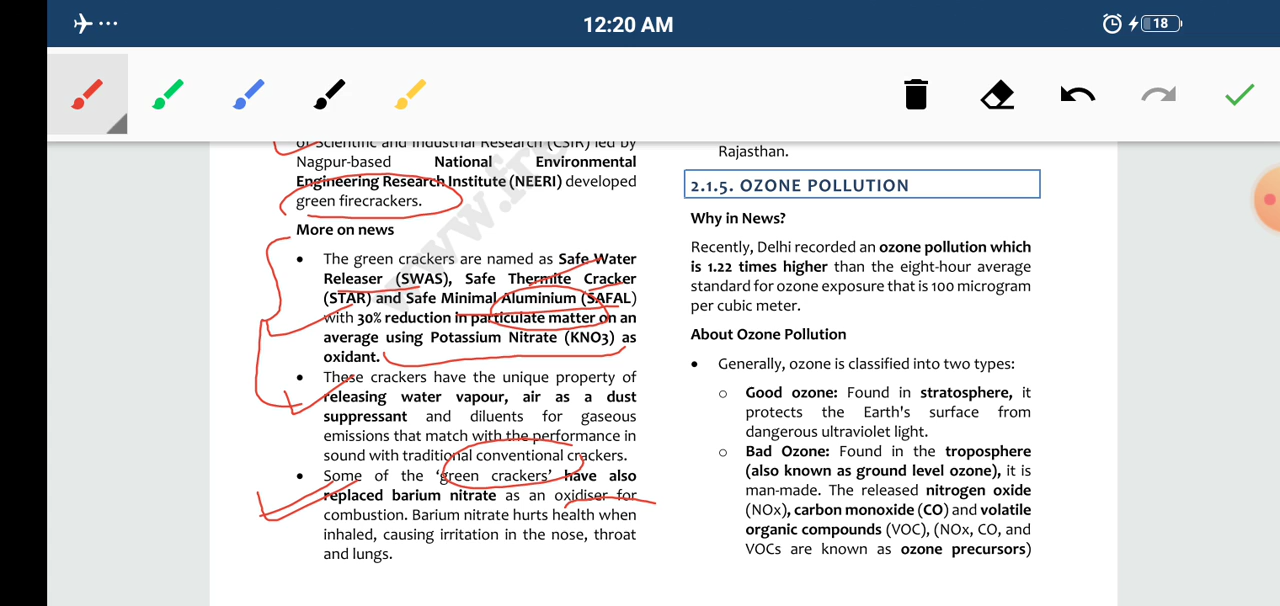 12:20 AM
18
of Scientific and Industrial Research (CSIR) led by
Nagpur-based National Environmental
Engineering Research Institute (NEERI) developed
green firecrackers.
More on news
• The green crackers are named as Safe Water
Releaser (SWAS), Safe Thermite Cracker
(STAR) and Safe Minimal Aluminium (SAFAL)
with 30% reduction in particulate matter on an
average using Potassium Nitrate (KNO3) as
oxidant.
• These crackers have the unique property of
releasing water vapour, air as a dust
suppressant and diluents for gaseous
emissions that match with the performance in
sound with traditional conventional crackers.
• Some of the ‘green crackers’ have also
replaced barium nitrate as an oxidiser for
combustion. Barium nitrate hurts health when
inhaled, causing irritation in the nose, throat
and lungs.
Rajasthan.
2.1.5. OZONE POLLUTION
Why in News?
Recently, Delhi recorded an ozone pollution which
is 1.22 times higher than the eight-hour average
standard for ozone exposure that is 100 microgram
per cubic meter.
About Ozone Pollution
• Generally, ozone is classified into two types:
o Good ozone: Found in stratosphere, it
protects the Earth's surface from
dangerous ultraviolet light.
o Bad Ozone: Found in the troposphere
(also known as ground level ozone), it is
man-made. The released nitrogen oxide
(NOx), carbon monoxide (CO) and volatile
organic compounds (VOC), (NOx, CO, and
VOCs are known as ozone precursors)